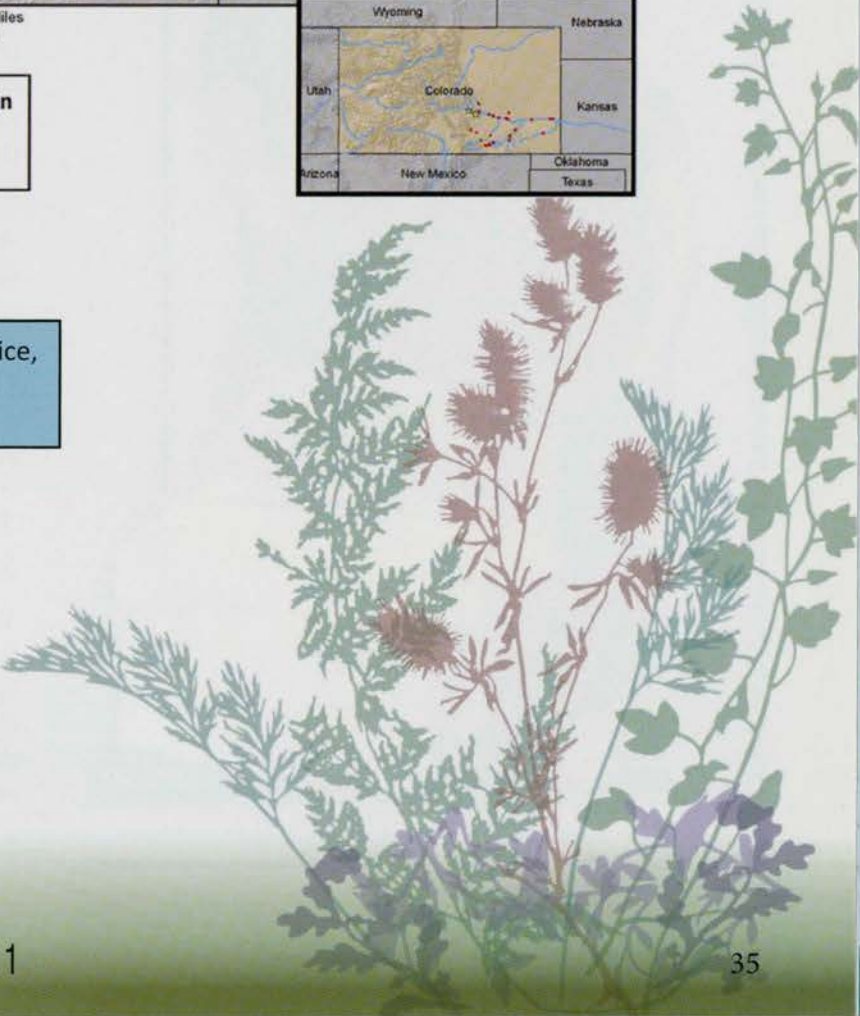 iles
Wyoming
Nebraska
n
Utah
Colorado
Kansas
Oklahoma
Arizona
New Mexico
Texas
ice,
1
35